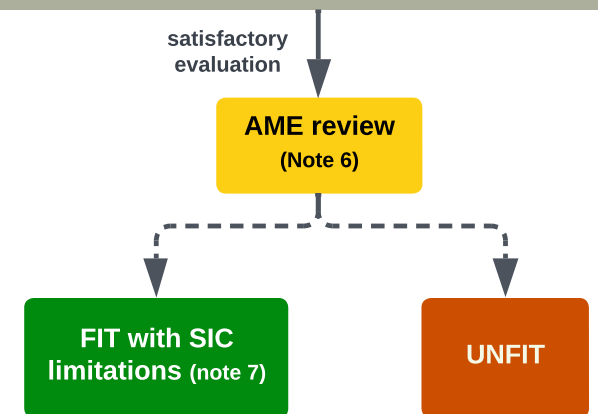 satisfactory
evaluation
AME review
(Note 6)
FIT with SIC
limitations (note 7)
UNFIT